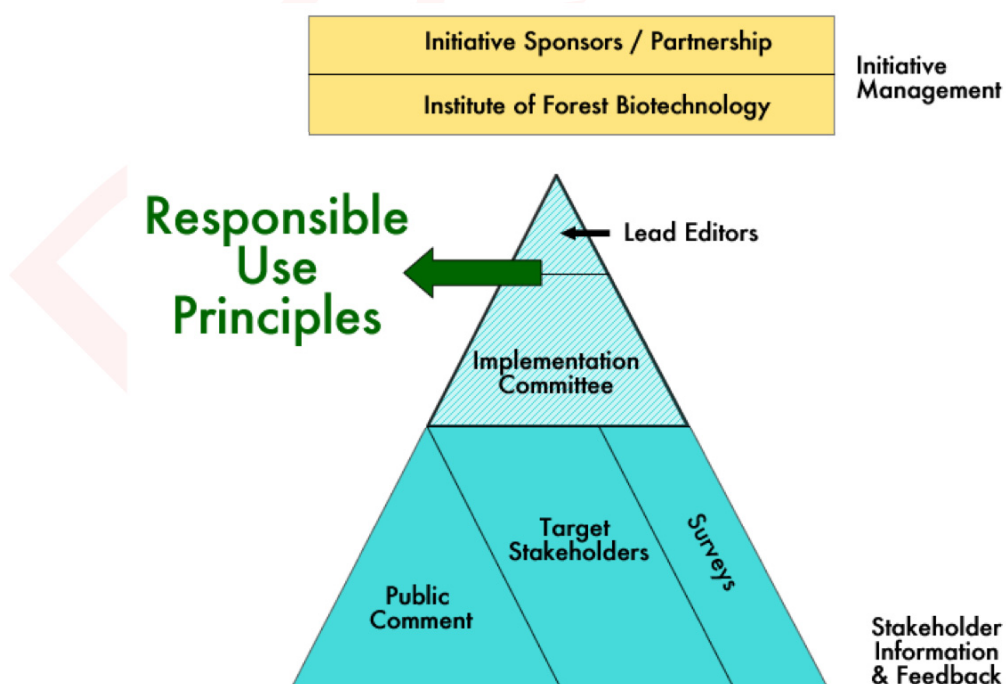 Initiative Sponsors / Partnership
Institute of Forest Biotechnology
Initiative
Management
Responsible
Use
Principles
Lead Editors
Implementation
Committee
Target
Stakeholders
Surveys
Public
Comment
Stakeholder
Information
& Feedback